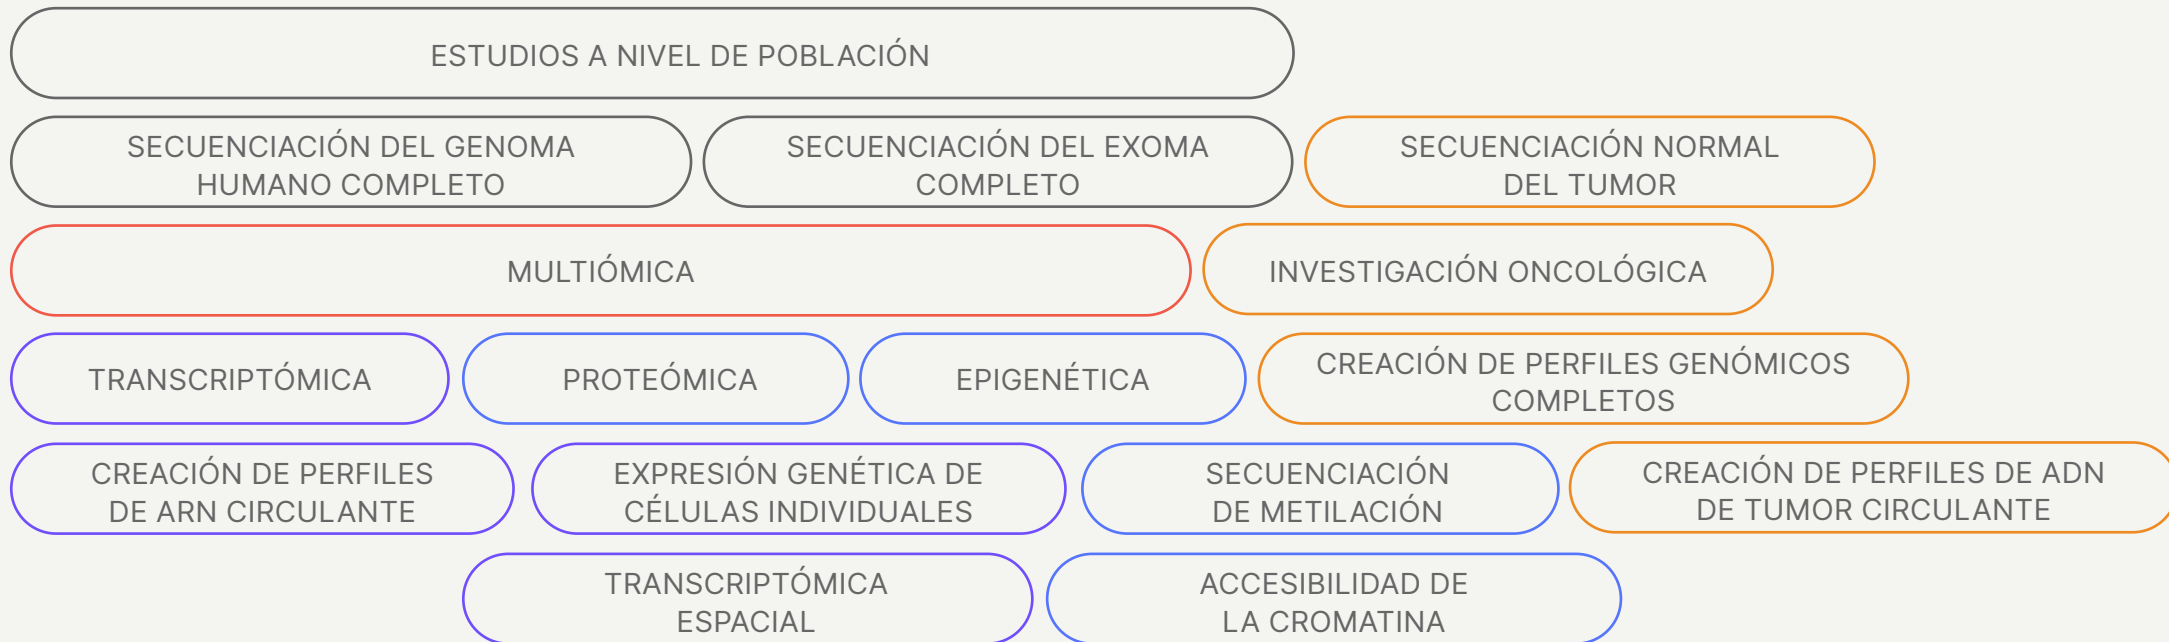 ESTUDIOS A NIVEL DE POBLACIÓN
SECUENCIACIÓN DEL GENOMA
HUMANO COMPLETO
SECUENCIACIÓN DEL EXOMA
COMPLETO
SECUENCIACIÓN NORMAL
DEL TUMOR
MULTIÓMICA
INVESTIGACIÓN ONCOLÓGICA
TRANSCRIPTÓMICA
PROTEÓMICA
EPIGENÉTICA
CREACIÓN DE PERFILES GENÓMICOS
COMPLETOS
CREACIÓN DE PERFILES
DE ARN CIRCULANTE
EXPRESIÓN GENÉTICA DE
CÉLULAS INDIVIDUALES
SECUENCIACIÓN
DE METILACIÓN
CREACIÓN DE PERFILES DE ADN
DE TUMOR CIRCULANTE
TRANSCRIPTÓMICA
ESPACIAL
ACCESIBILIDAD DE
LA CROMATINA